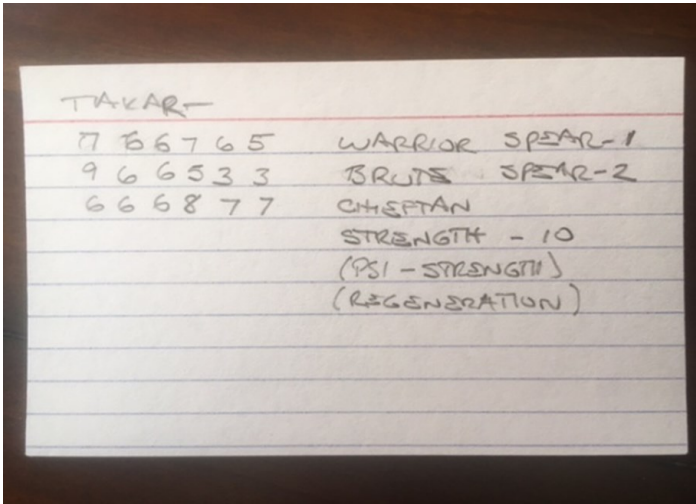 TAKAR-
7 6 6 7 6 5 WARRIOR SPEAR-1
9 6 6 5 3 3 BRUTE SPEAR-2
6 6 6 8 7 7 CHIEFTAN
STRENGTH - 10
(PSI - STRENGTH)
(REGENERATION)